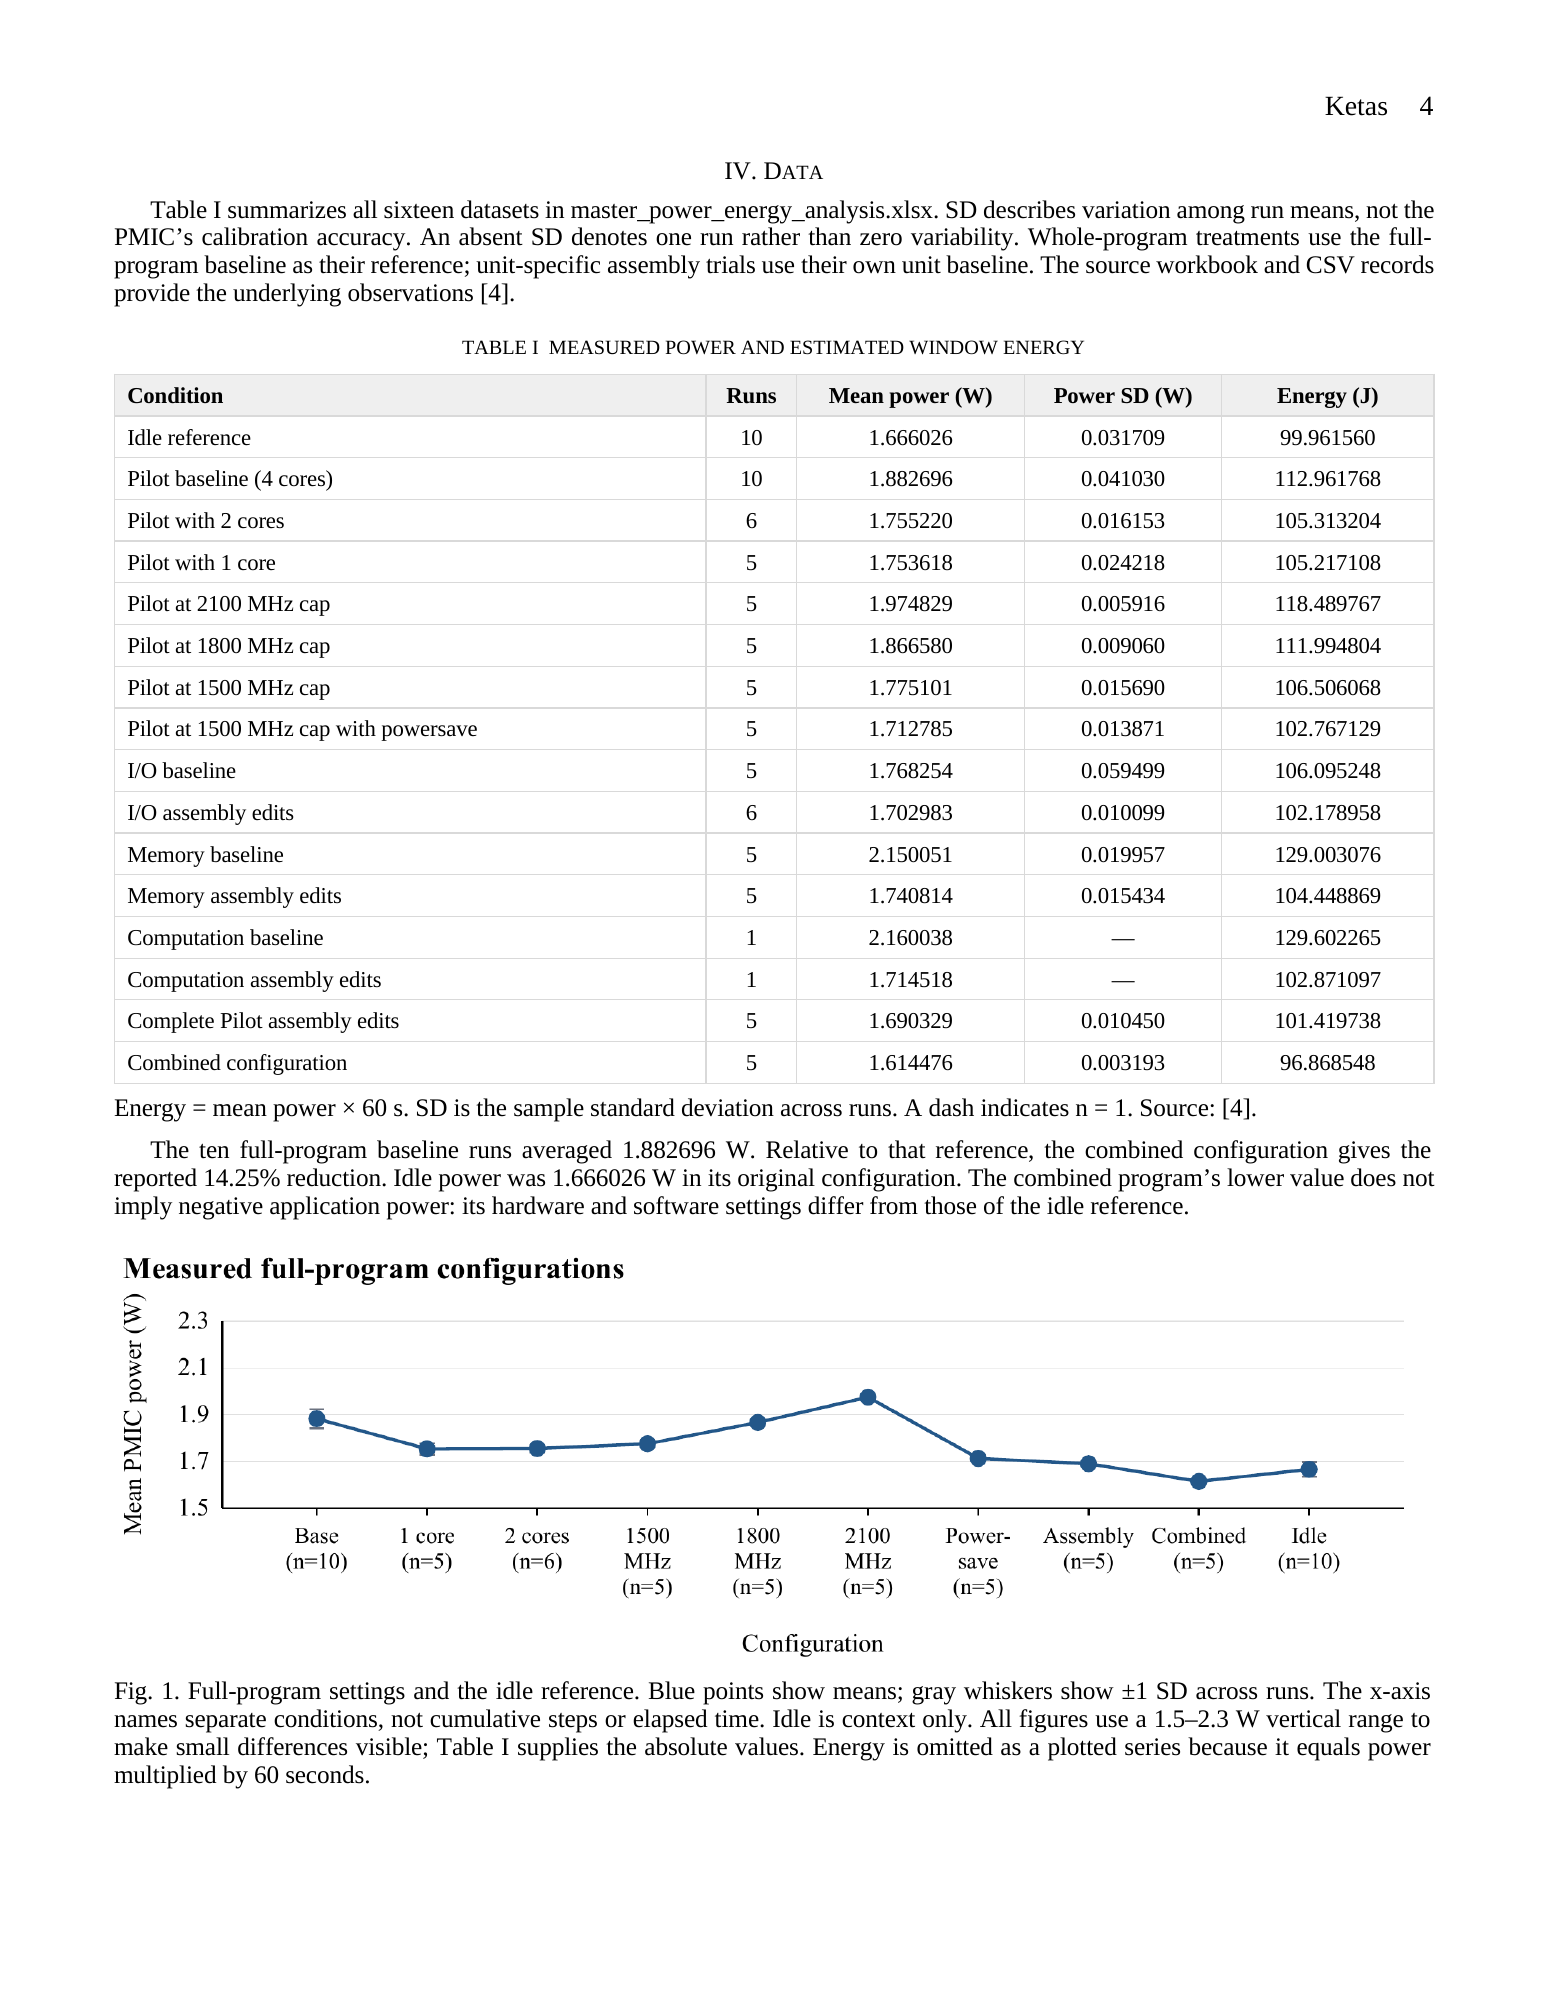 Ketas 4
IV. DATA
Table I summarizes all sixteen datasets in master_power_energy_analysis.xlsx. SD describes variation among run means, not the
PMIC’s calibration accuracy. An absent SD denotes one run rather than zero variability. Whole-program treatments use the full-
program baseline as their reference; unit-specific assembly trials use their own unit baseline. The source workbook and CSV records
provide the underlying observations [4].
TABLE I MEASURED POWER AND ESTIMATED WINDOW ENERGY
Condition Runs Mean power (W) Power SD (W) Energy (J)
Idle reference 10 1.666026 0.031709 99.961560
Pilot baseline (4 cores) 10 1.882696 0.041030 112.961768
Pilot with 2 cores 6 1.755220 0.016153 105.313204
Pilot with 1 core 5 1.753618 0.024218 105.217108
Pilot at 2100 MHz cap 5 1.974829 0.005916 118.489767
Pilot at 1800 MHz cap 5 1.866580 0.009060 111.994804
Pilot at 1500 MHz cap 5 1.775101 0.015690 106.506068
Pilot at 1500 MHz cap with powersave 5 1.712785 0.013871 102.767129
I/O baseline 5 1.768254 0.059499 106.095248
I/O assembly edits 6 1.702983 0.010099 102.178958
Memory baseline 5 2.150051 0.019957 129.003076
Memory assembly edits 5 1.740814 0.015434 104.448869
Computation baseline 1 2.160038 — 129.602265
Computation assembly edits 1 1.714518 — 102.871097
Complete Pilot assembly edits 5 1.690329 0.010450 101.419738
Combined configuration 5 1.614476 0.003193 96.868548
Energy = mean power × 60 s. SD is the sample standard deviation across runs. A dash indicates n = 1. Source: [4].
The ten full-program baseline runs averaged 1.882696 W. Relative to that reference, the combined configuration gives the
reported 14.25% reduction. Idle power was 1.666026 W in its original configuration. The combined program’s lower value does not
imply negative application power: its hardware and software settings differ from those of the idle reference.
Measured full-program configurations
Mean PMIC power (W)
2.3
2.1
1.9
1.7
1.5
Base 1 core 2 cores 1500 1800 2100 Power- Assembly Combined Idle
(n=10) (n=5) (n=6) MHz MHz MHz save (n=5) (n=5) (n=10)
(n=5) (n=5) (n=5) (n=5)
Configuration
Fig. 1. Full-program settings and the idle reference. Blue points show means; gray whiskers show ±1 SD across runs. The x-axis
names separate conditions, not cumulative steps or elapsed time. Idle is context only. All figures use a 1.5–2.3 W vertical range to
make small differences visible; Table I supplies the absolute values. Energy is omitted as a plotted series because it equals power
multiplied by 60 seconds.